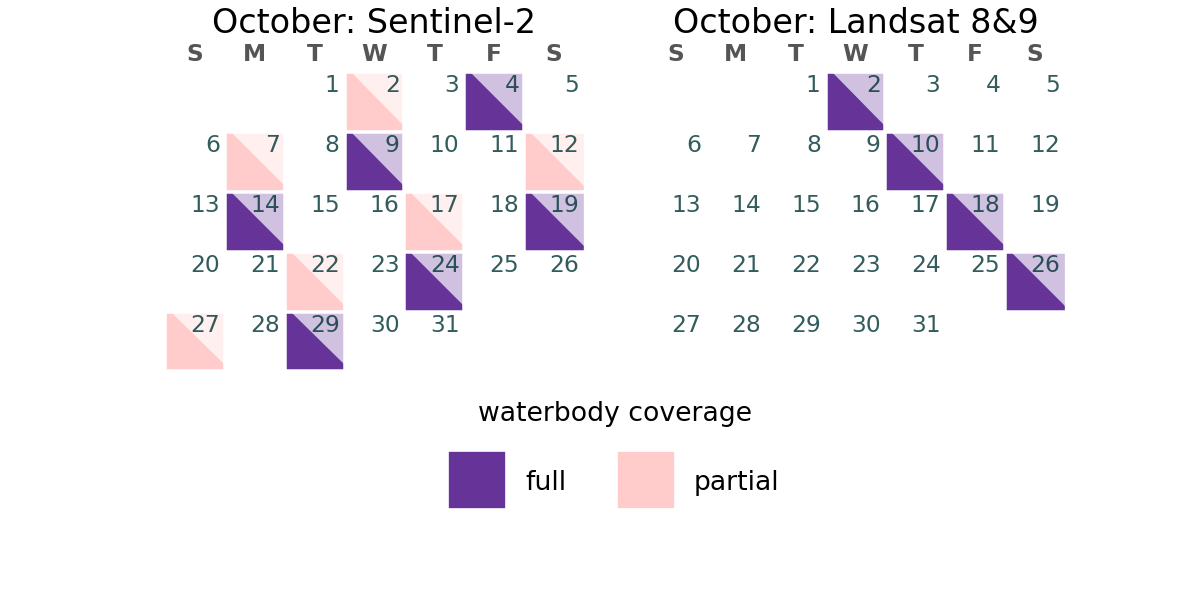 October: Sentinel-2
S M T W T F S
1 2 3 4 5
6 7 8 9 10 11 12
13 14 15 16 17 18 19
20 21 22 23 24 25 26
27 28 29 30 31
October: Landsat 8&9
S M T W T F S
1 2 3 4 5
6 7 8 9 10 11 12
13 14 15 16 17 18 19
20 21 22 23 24 25 26
27 28 29 30 31
waterbody coverage
full
partial